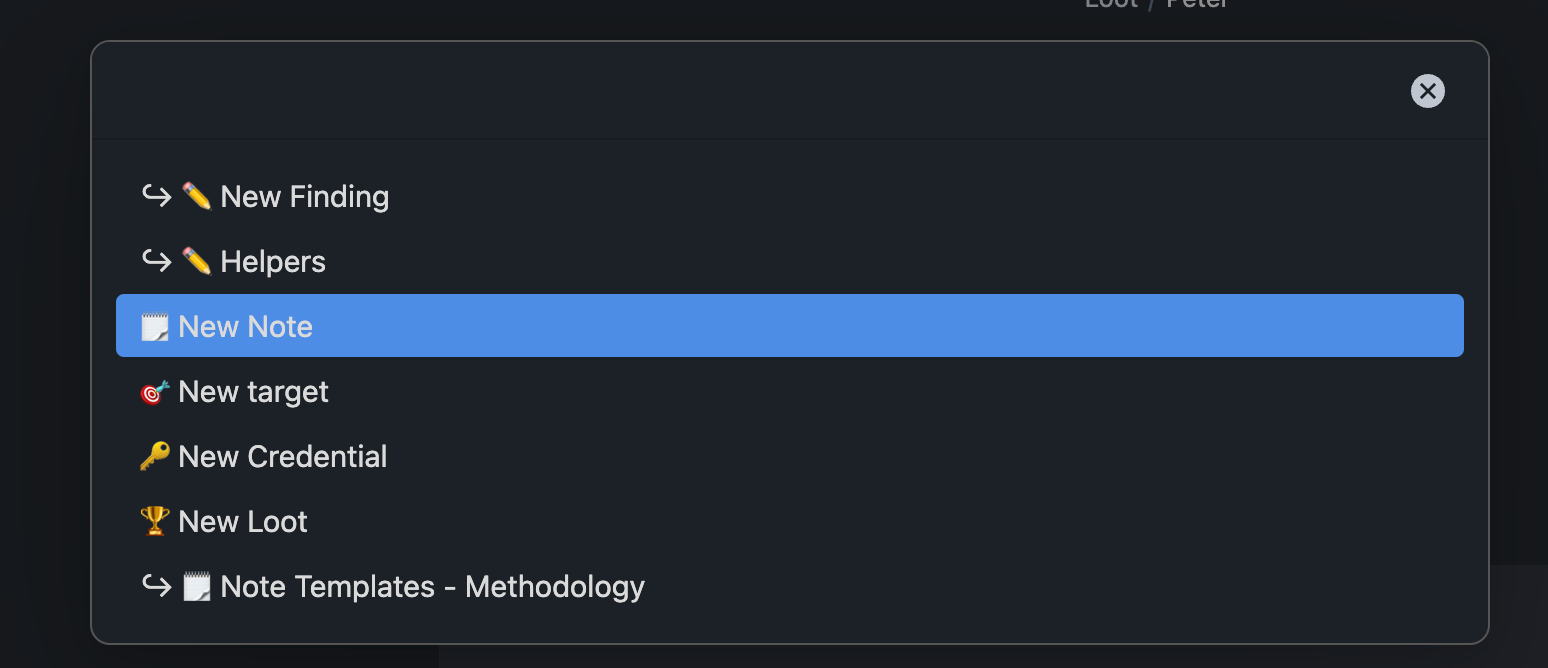 Loot / Peter
↪ ✏️ New Finding
↪ ✏️ Helpers
🗒️ New Note
🎯 New target
🔑 New Credential
🏆 New Loot
↪ 🗒️ Note Templates - Methodology